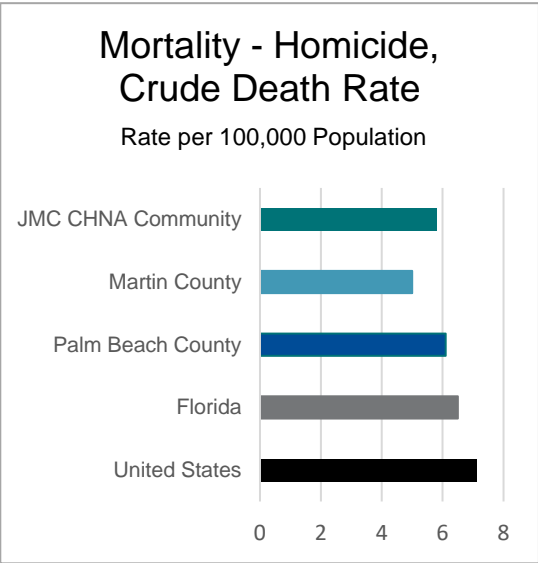 Mortality - Homicide,
Crude Death Rate
Rate per 100,000 Population
JMC CHNA Community
Martin County
Palm Beach County
Florida
United States
0 2 4 6 8